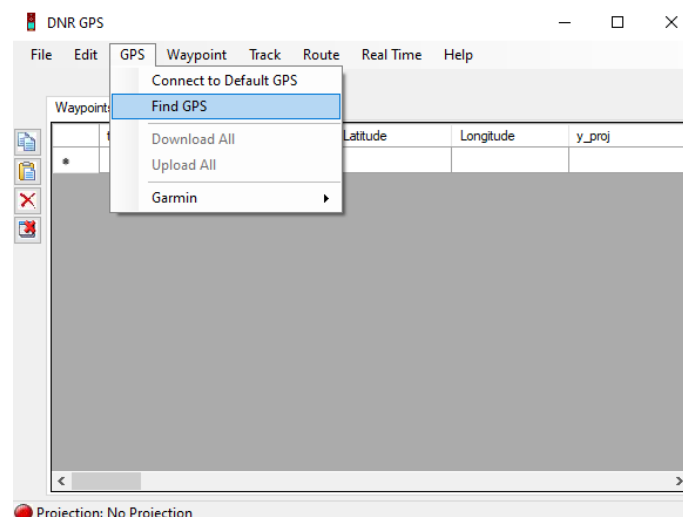 DNR GPS
File Edit GPS Waypoint Track Route Real Time Help
Connect to Default GPS
Waypoints
Find GPS
Latitude Longitude y_proj
Download All
Upload All
Garmin
Projection: No Projection